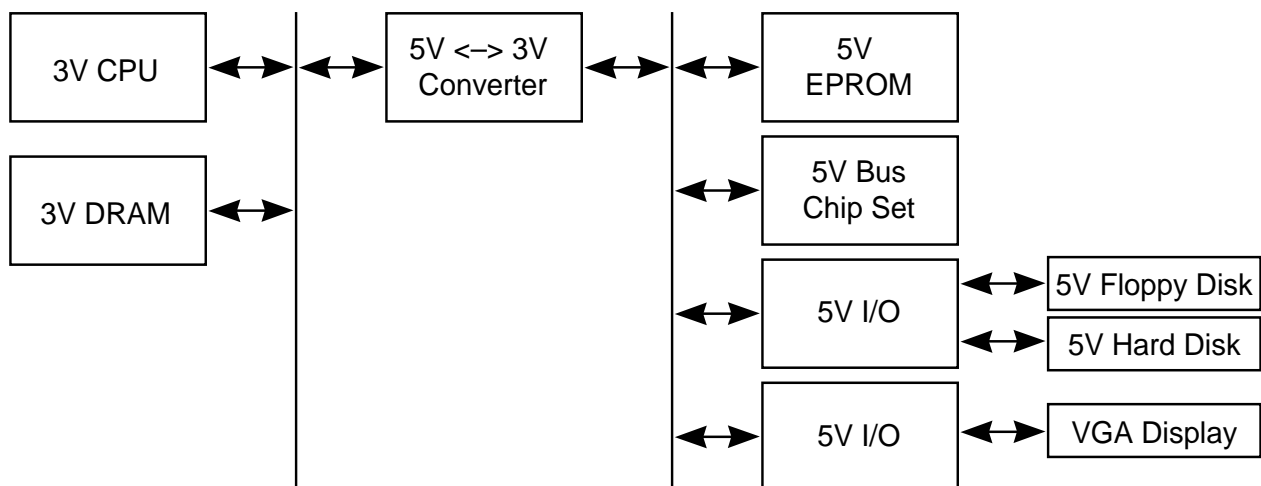 3V CPU
5V <–> 3V
Converter
5V
EPROM
3V DRAM
5V Bus
Chip Set
5V I/O
5V Floppy Disk
5V Hard Disk
5V I/O
VGA Display